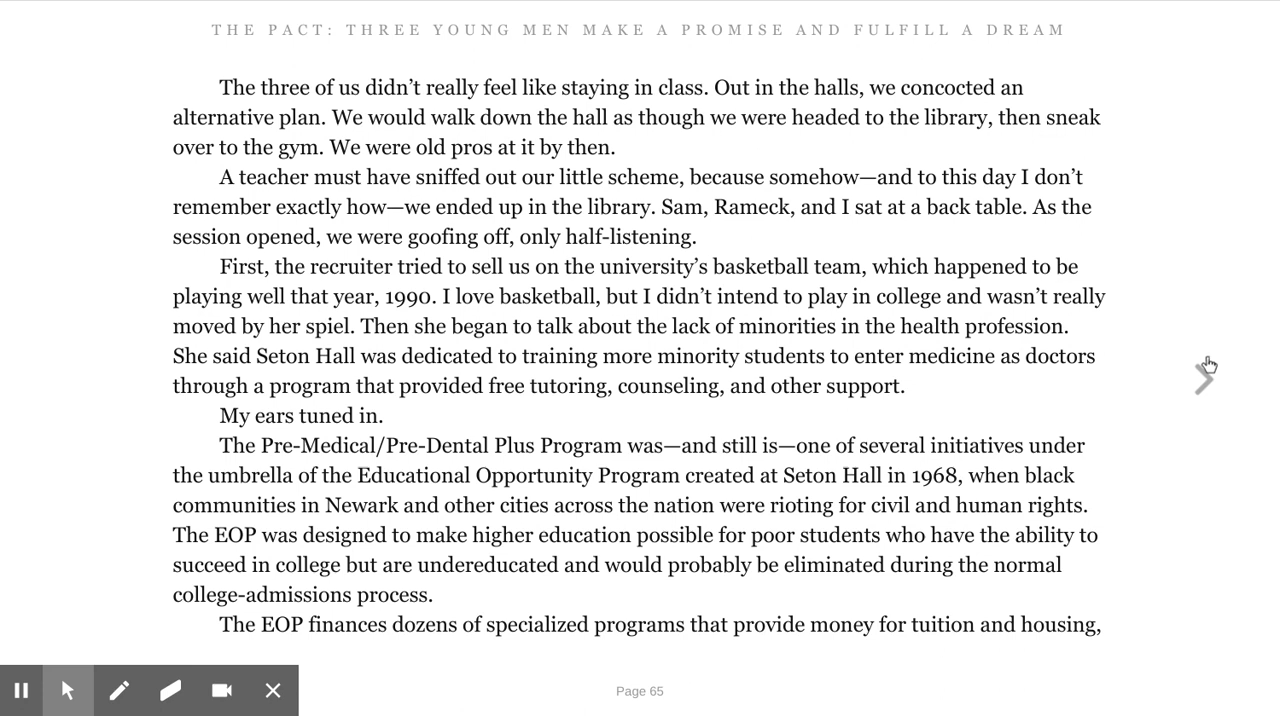 THE PACT: THREE YOUNG MEN MAKE A PROMISE AND FULFILL A DREAM
The three of us didn’t really feel like staying in class. Out in the halls, we concocted an
alternative plan. We would walk down the hall as though we were headed to the library, then sneak
over to the gym. We were old pros at it by then.
A teacher must have sniffed out our little scheme, because somehow—and to this day I don’t
remember exactly how—we ended up in the library. Sam, Rameck, and I sat at a back table. As the
session opened, we were goofing off, only half-listening.
First, the recruiter tried to sell us on the university’s basketball team, which happened to be
playing well that year, 1990. I love basketball, but I didn’t intend to play in college and wasn’t really
moved by her spiel. Then she began to talk about the lack of minorities in the health profession.
She said Seton Hall was dedicated to training more minority students to enter medicine as doctors
through a program that provided free tutoring, counseling, and other support.
My ears tuned in.
The Pre-Medical/Pre-Dental Plus Program was—and still is—one of several initiatives under
the umbrella of the Educational Opportunity Program created at Seton Hall in 1968, when black
communities in Newark and other cities across the nation were rioting for civil and human rights.
The EOP was designed to make higher education possible for poor students who have the ability to
succeed in college but are undereducated and would probably be eliminated during the normal
college-admissions process.
The EOP finances dozens of specialized programs that provide money for tuition and housing,
Page 65